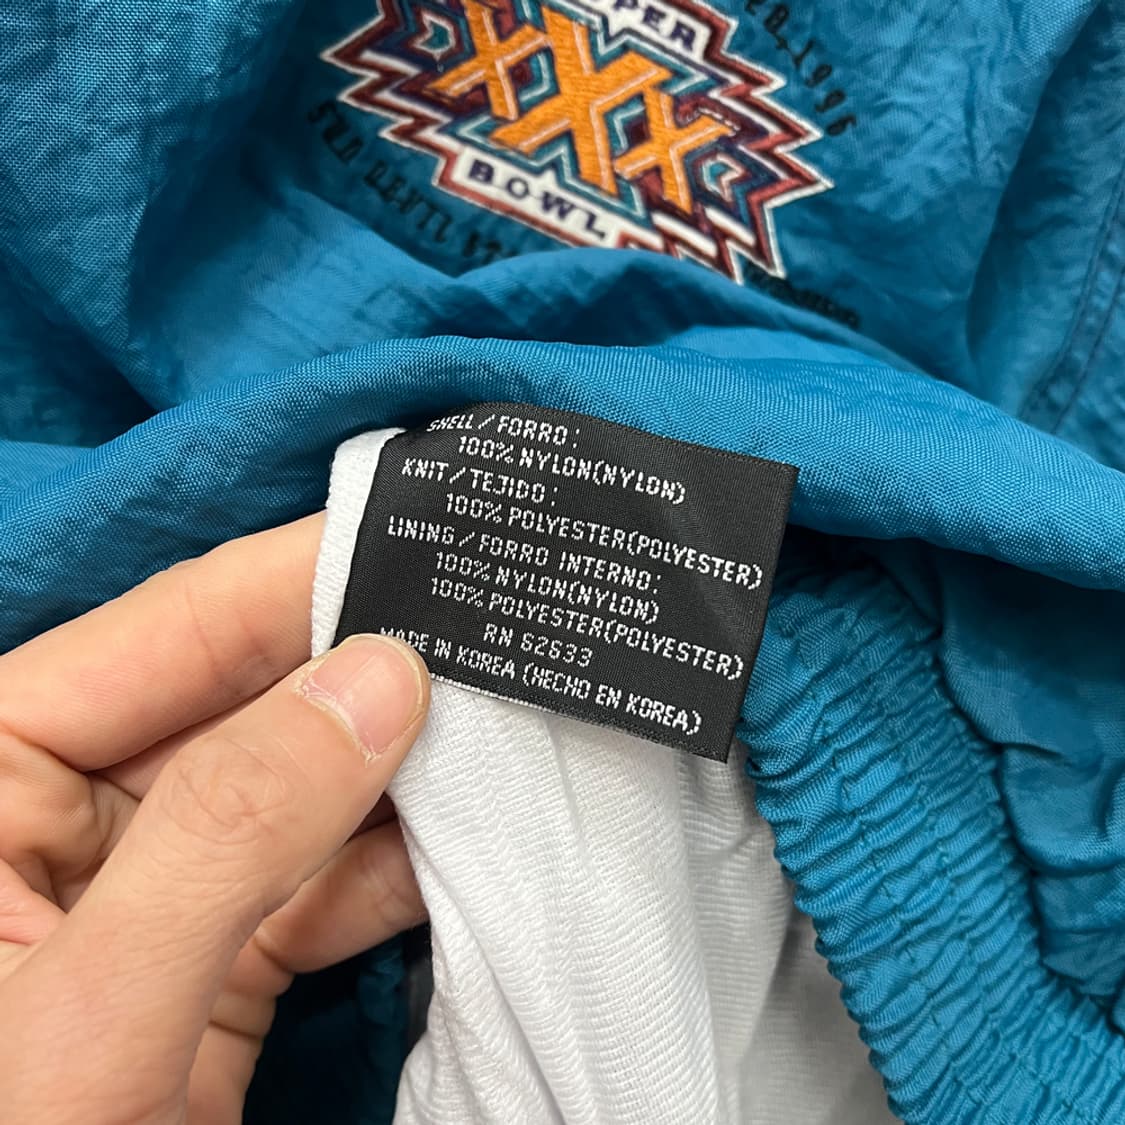 SUPER
XXX
BOWL
SHELL/FORRO:
100% NYLON(NYLON)
KNIT/TEJIDO:
100% POLYESTER(POLYESTER)
LINING/FORRO INTERNO:
100% NYLON(NYLON)
100% POLYESTER(POLYESTER)
RN 62633
MADE IN KOREA (HECHO EN KOREA)